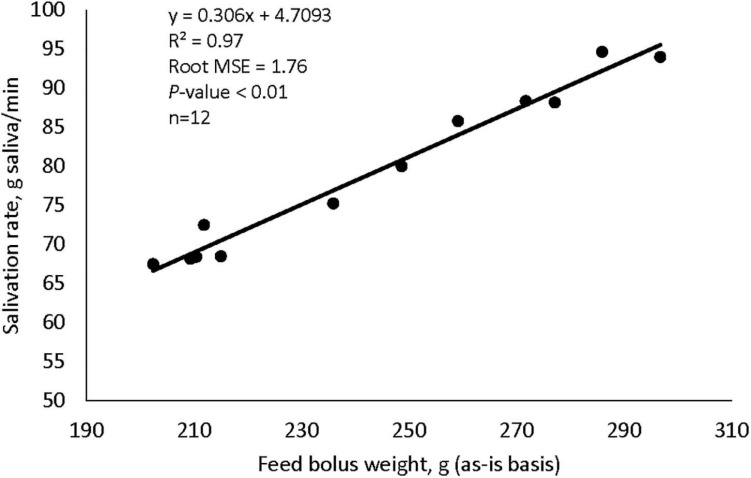 y = 0.306x + 4.7093
R² = 0.97
Root MSE = 1.76
P-value < 0.01
n=12
Salivation rate, g saliva/min
100
95
90
85
80
75
70
65
60
55
50
190 210 230 250 270 290 310
Feed bolus weight, g (as-is basis)